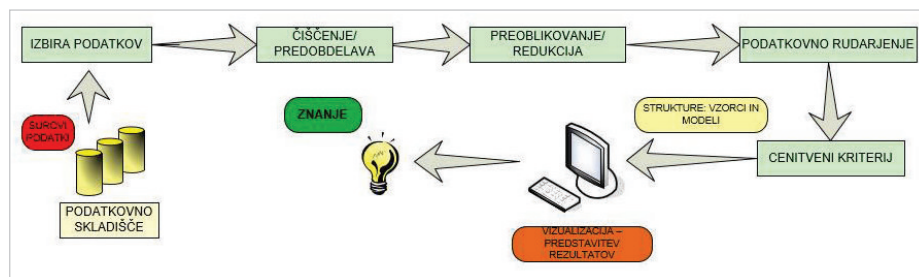 IZBIRA PODATKOV
ČIŠČENJE/
PREDOBDELAVA
PREOBLIKOVANJE/
REDUKCIJA
PODATKOVNO RUDARJENJE
SUROVI
PODATKI
ZNANJE
STRUKTURE: VZORCI IN
MODELI
CENITVENI KRITERIJ
PODATKOVNO
SKLADIŠČE
VIZUALIZACIJA –
PREDSTAVITEV
REZULTATOV